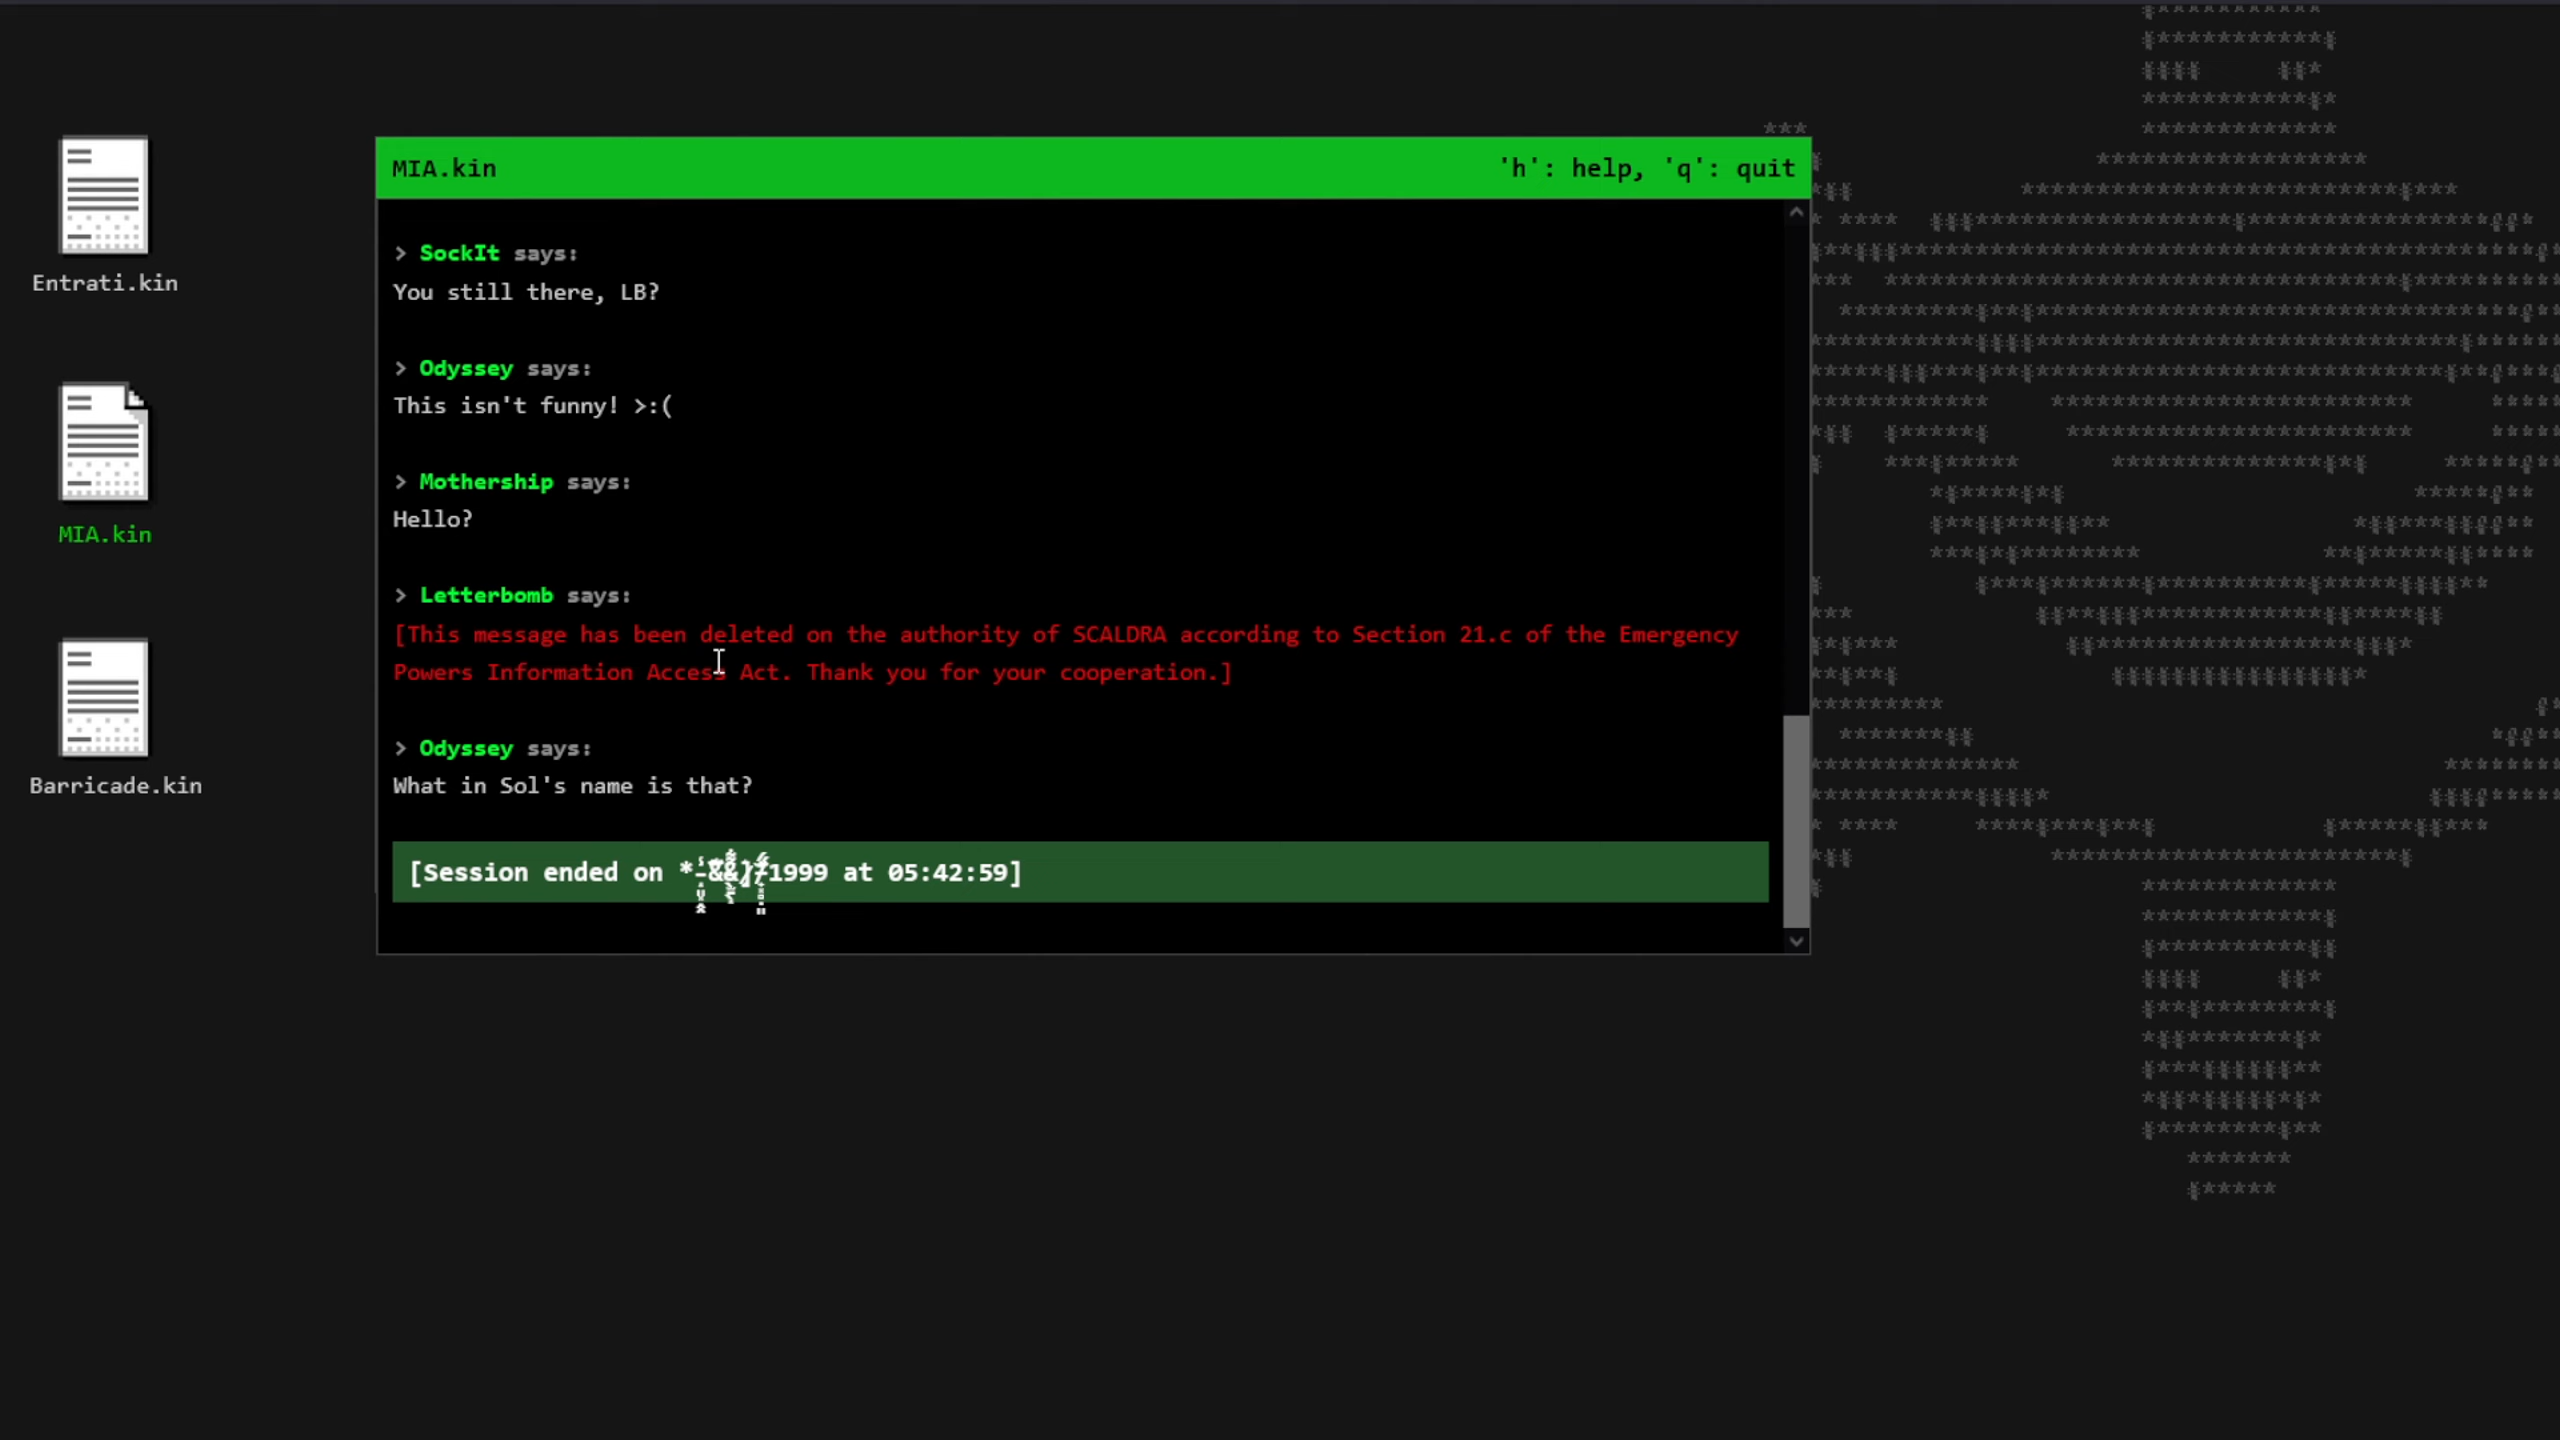 MIA.kin
'h': help, 'q': quit
> SockIt says:
You still there, LB?
> Odyssey says:
This isn't funny! >:(
> Mothership says:
Hello?
> Letterbomb says:
[This message has been deleted on the authority of SCALDRA according to Section 21.c of the Emergency
Powers Information Access Act. Thank you for your cooperation.]
> Odyssey says:
What in Sol's name is that?
[Session ended on 1999 at 05:42:59]
Entrati.kin
MIA.kin
Barricade.kin